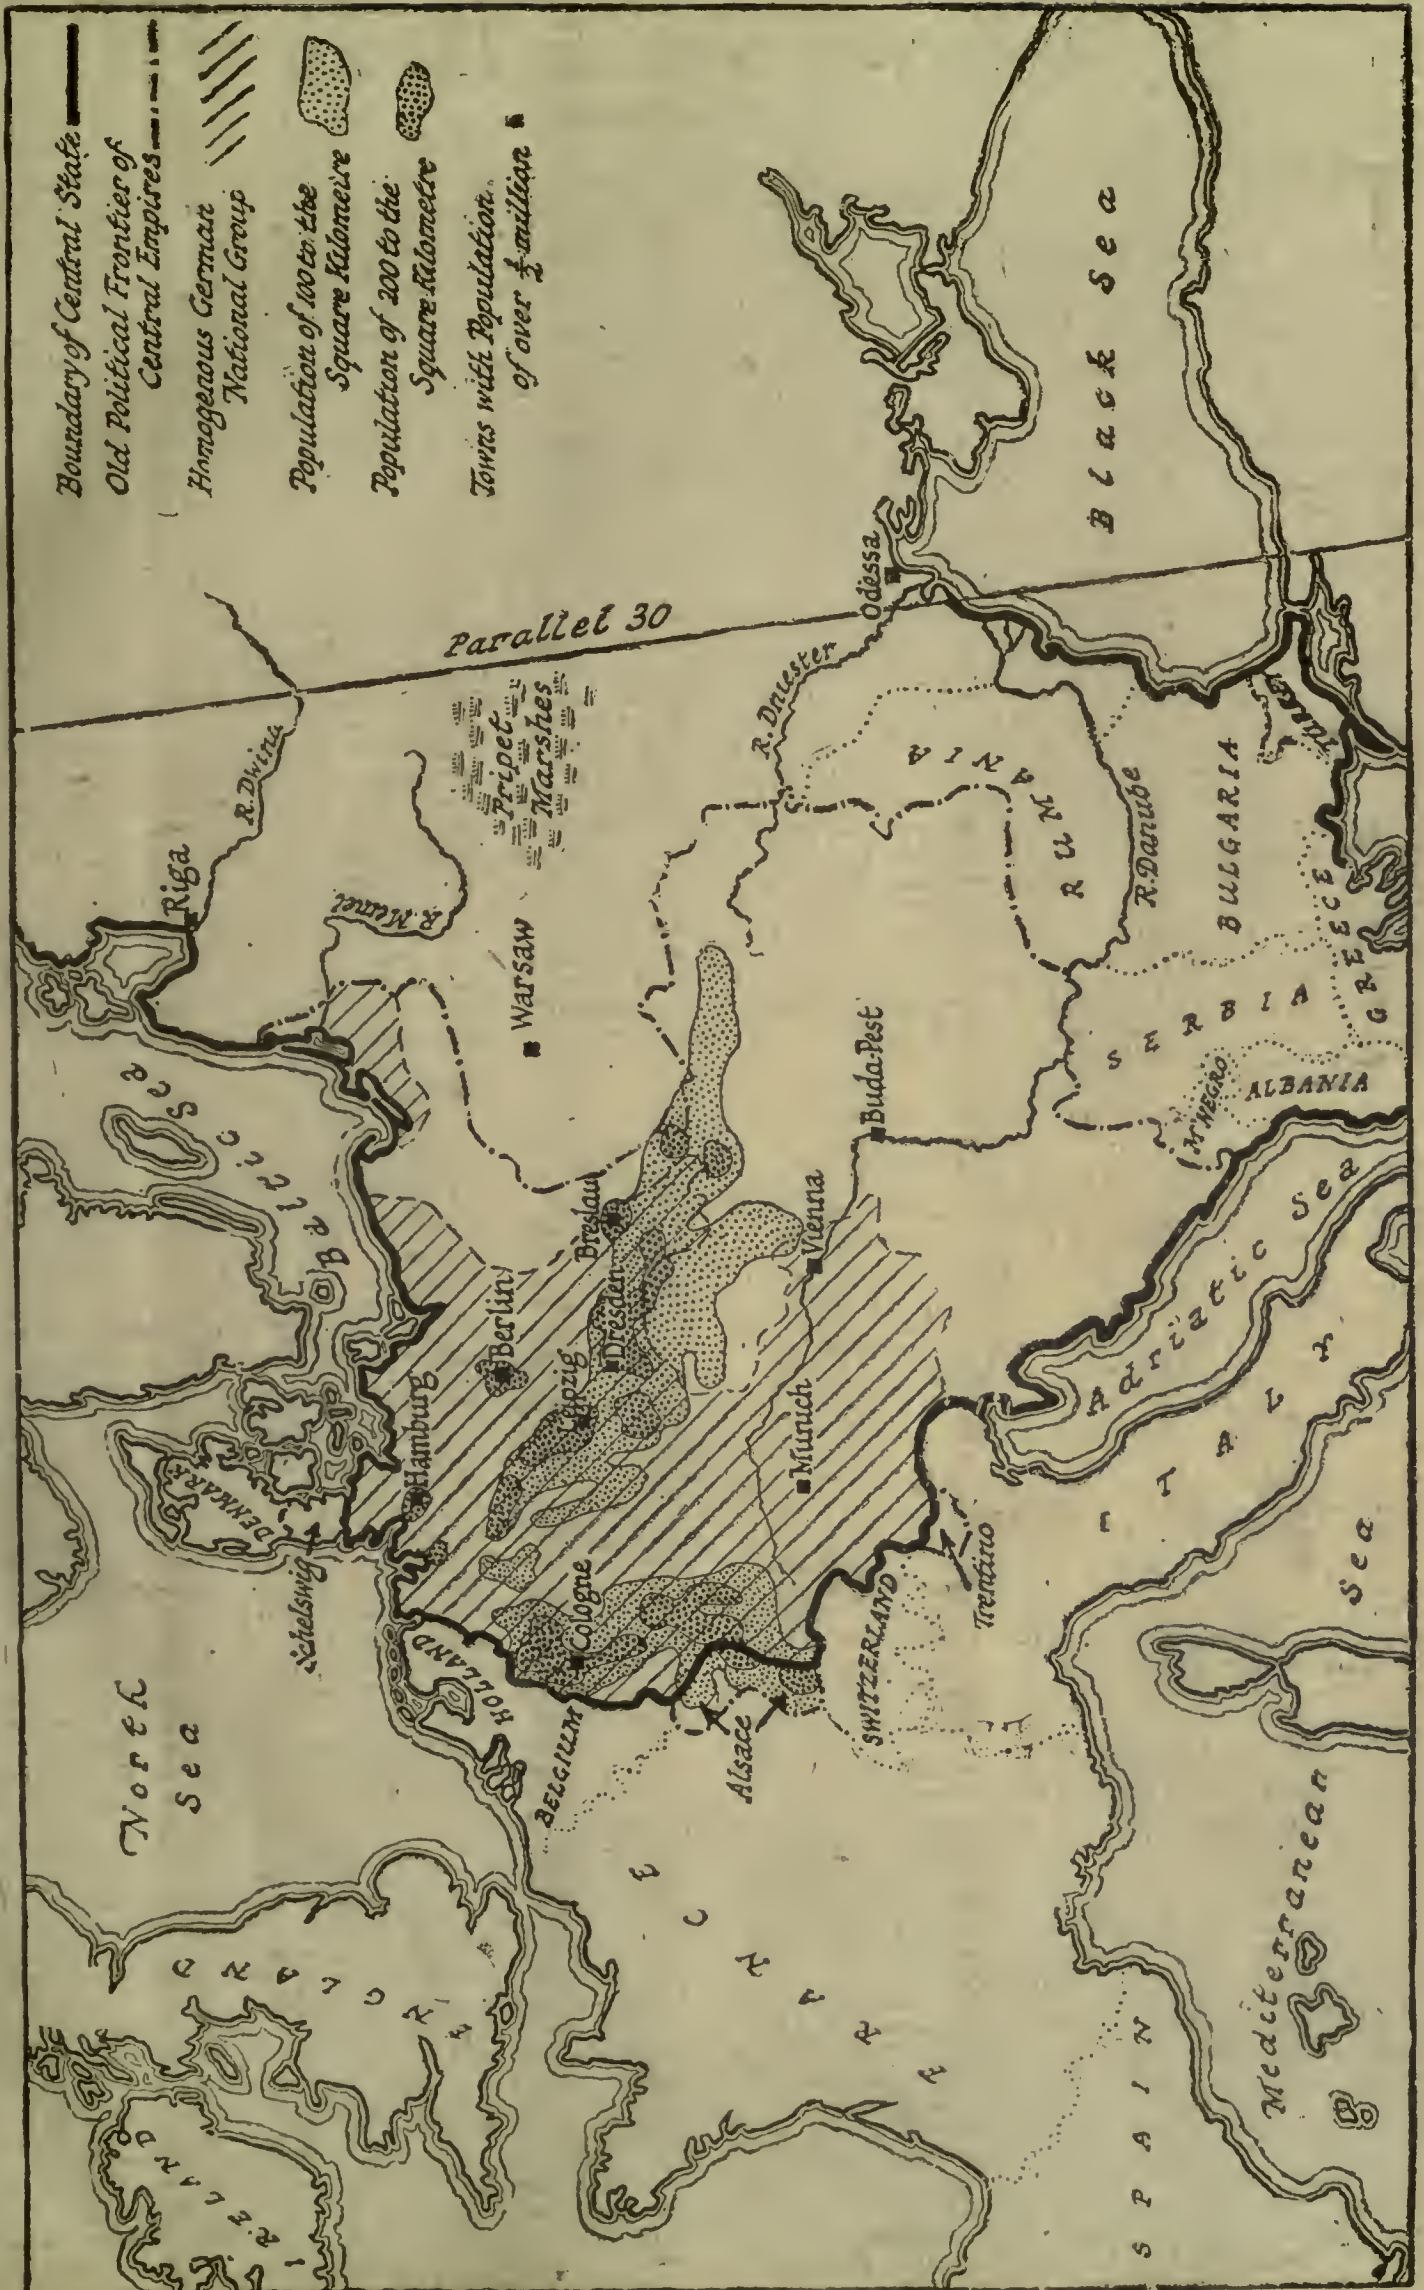 Boundary of Central State
Old Political Frontier of
Central Empires
Homogenous German
National Group
Population of 100 to the
Square Kilometre
Population of 200 to the
Square Kilometre
Towns with Population
of over ½ million
Parallel 30
North
Sea
Baltic Sea
Black Sea
Adriatic Sea
Mediterranean
Sea
IRELAND
ENGLAND
DENMARK
Schelswig
HOLLAND
BELGIUM
FRANCE
SPAIN
Alsace
SWITZERLAND
Trentino
ITALY
Hamburg
Berlin
Leipzig
Dresden
Breslau
Cologne
Munich
Vienna
Buda-Pest
Warsaw
Riga
R. Dwina
R. Memel
Pripet
Marshes
R. Dniester
Odessa
RUMANIA
R. Danube
BULGARIA
SERBIA
Mᵗ NEGRO
ALBANIA
GREECE
TURKEY